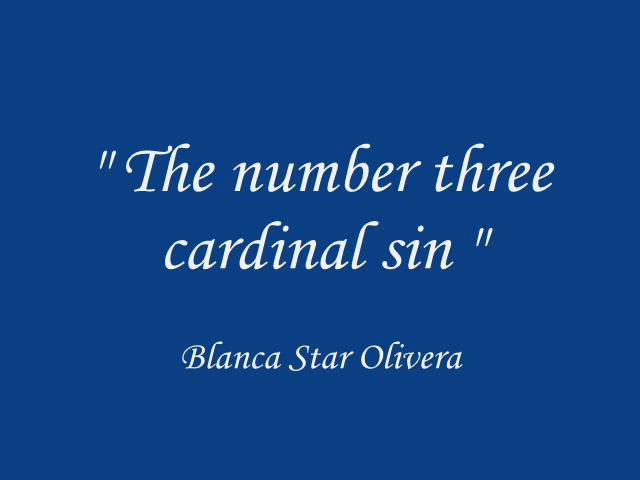 " The number three
cardinal sin "
Blanca Star Olivera